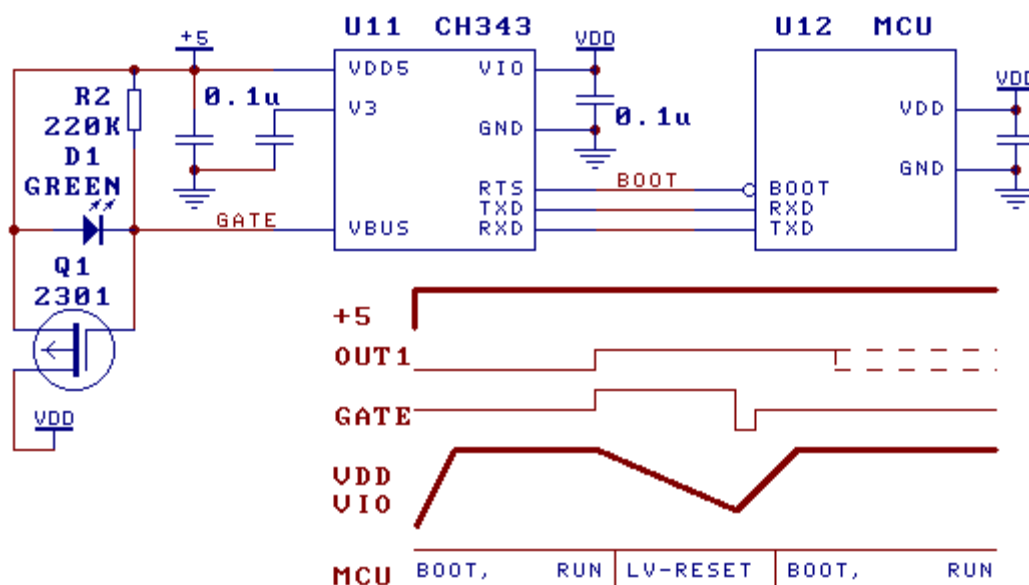 U11 CH343
U12 MCU
+5
VDD
VDD
VDD5
VIO
R2
220K
0.1u
V3
GND
0.1u
VDD
GND
D1
GREEN
RTS
BOOT
BOOT
TXD
RXD
GATE
VBUS
RXD
TXD
Q1
2301
VDD
+5
OUT1
GATE
VDD
VIO
MCU
BOOT, RUN
LV-RESET
BOOT, RUN